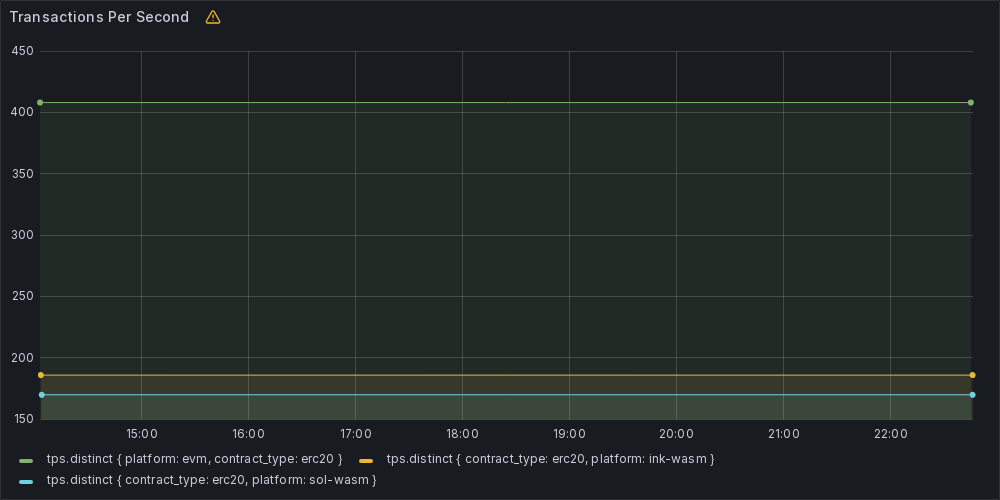 Transactions Per Second
450
400
350
300
250
200
150
15:00 16:00 17:00 18:00 19:00 20:00 21:00 22:00
tps.distinct { platform: evm, contract_type: erc20 } tps.distinct { contract_type: erc20, platform: ink-wasm }
tps.distinct { contract_type: erc20, platform: sol-wasm }